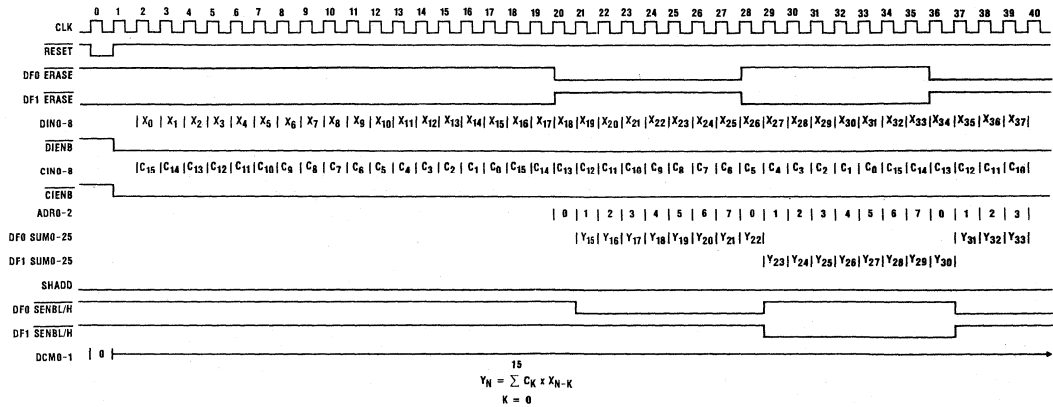 0 1 2 3 4 5 6 7 8 9 10 11 12 13 14 15 16 17 18 19 20 21 22 23 24 25 26 27 28 29 30 31 32 33 34 35 36 37 38 39 40
CLK
RESET
DF0 ERASE
DF1 ERASE
DIN0-8 | X0 | X1 | X2 | X3 | X4 | X5 | X6 | X7 | X8 | X9 | X10 | X11 | X12 | X13 | X14 | X15 | X16 | X17 | X18 | X19 | X20 | X21 | X22 | X23 | X24 | X25 | X26 | X27 | X28 | X29 | X30 | X31 | X32 | X33 | X34 | X35 | X36 | X37 |
DIENB
CIN0-8 | C15 | C14 | C13 | C12 | C11 | C10 | C9 | C8 | C7 | C6 | C5 | C4 | C3 | C2 | C1 | C0 | C15 | C14 | C13 | C12 | C11 | C10 | C9 | C8 | C7 | C6 | C5 | C4 | C3 | C2 | C1 | C0 | C15 | C14 | C13 | C12 | C11 | C10 |
CIENB
ADR0-2 | 0 | 1 | 2 | 3 | 4 | 5 | 6 | 7 | 0 | 1 | 2 | 3 | 4 | 5 | 6 | 7 | 0 | 1 | 2 | 3 |
DF0 SUM0-25 | Y15 | Y16 | Y17 | Y18 | Y19 | Y20 | Y21 | Y22 | | Y31 | Y32 | Y33 |
DF1 SUM0-25 | Y23 | Y24 | Y25 | Y26 | Y27 | Y28 | Y29 | Y30 |
SHADD
DF0 SENBL/H
DF1 SENBL/H
DCM0-1 | 0 |
15
YN = Σ CK x XN-K
K = 0